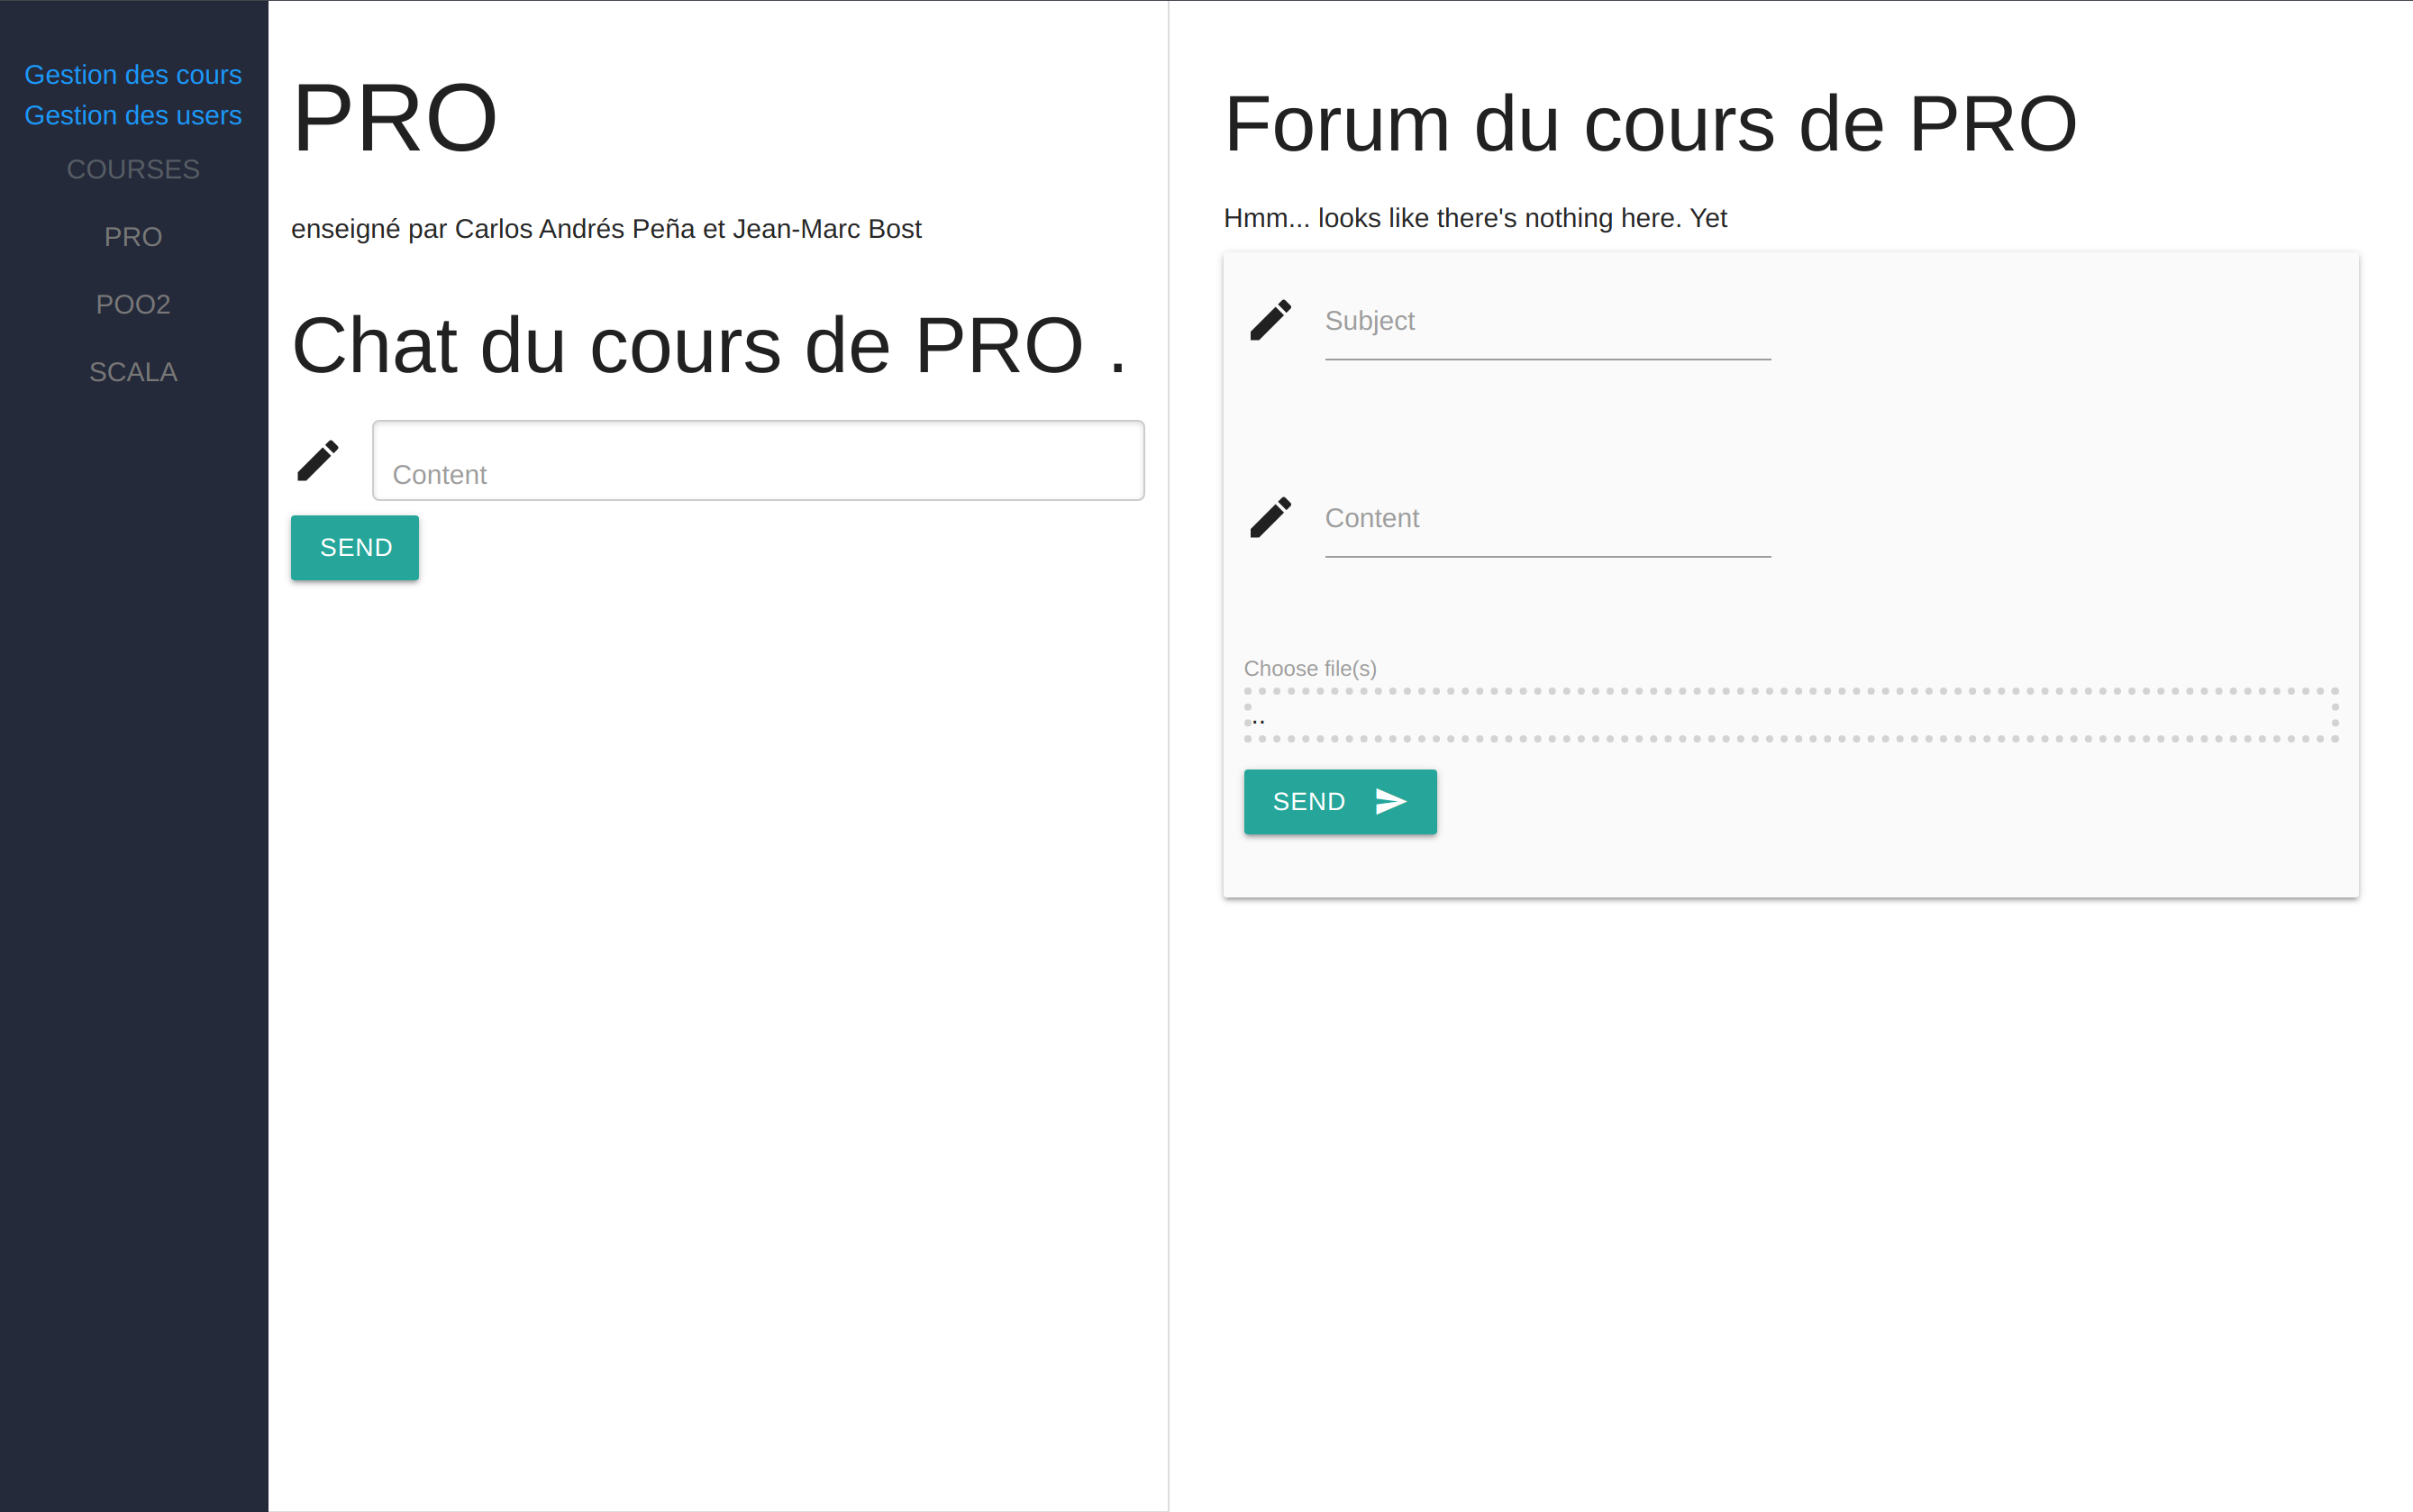 Gestion des cours
Gestion des users
COURSES
PRO
POO2
SCALA
PRO
enseigné par Carlos Andrés Peña et Jean-Marc Bost
Chat du cours de PRO .
Content
SEND
Forum du cours de PRO
Hmm... looks like there's nothing here. Yet
Subject
Content
Choose file(s)
..
SEND